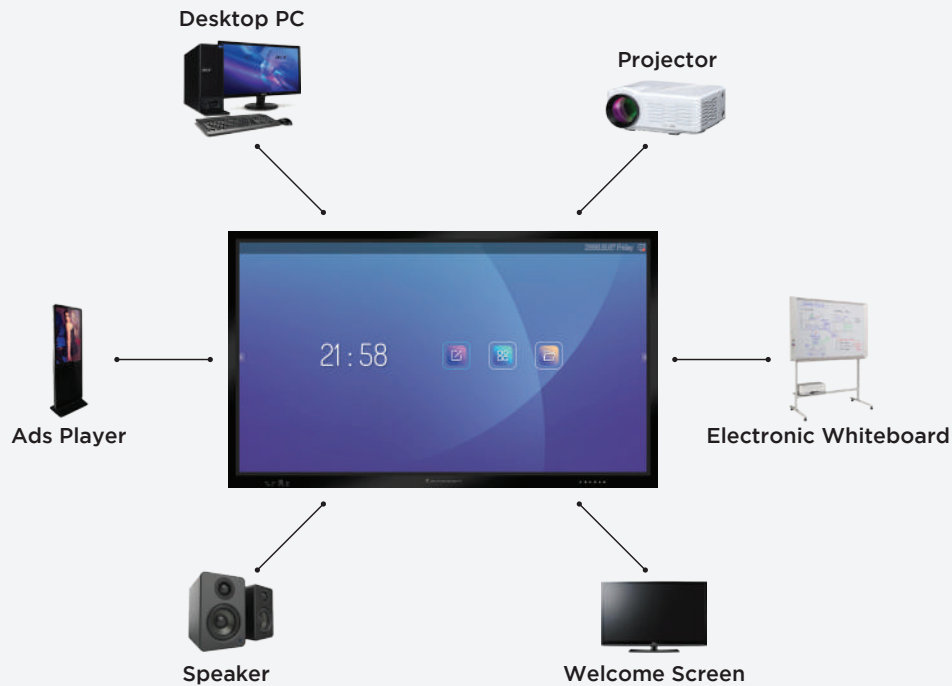 Desktop PC
Projector
21:58
Ads Player
Electronic Whiteboard
Speaker
Welcome Screen